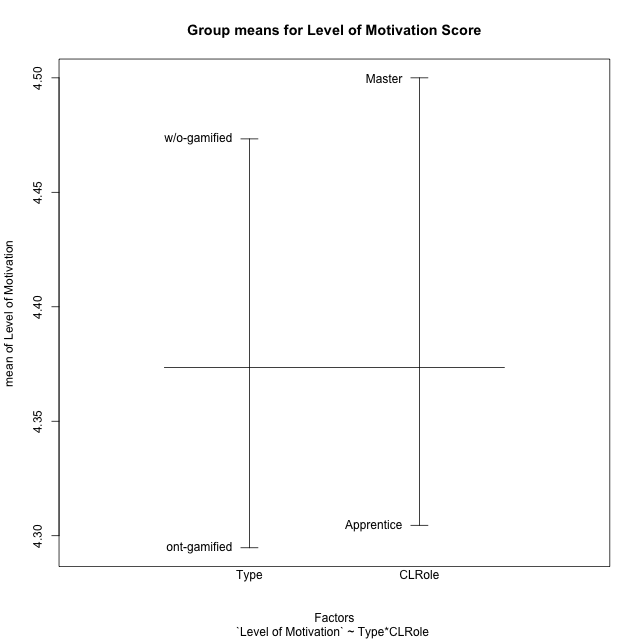 Group means for Level of Motivation Score
mean of Level of Motivation
4.50
4.45
4.40
4.35
4.30
Master
w/o-gamified
Apprentice
ont-gamified
Type
CLRole
Factors
`Level of Motivation` ~ Type*CLRole